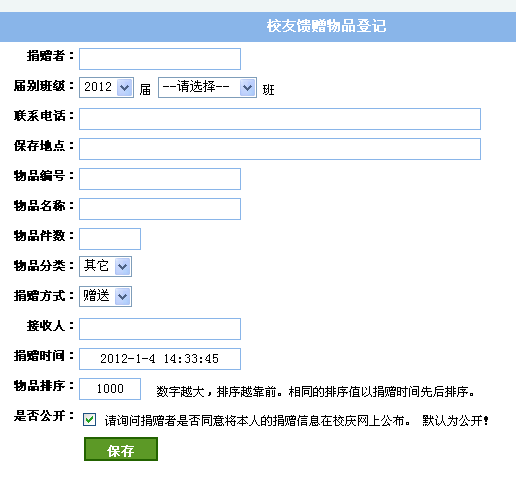 校友馈赠物品登记
捐赠者：
届别班级： 2012 届 --请选择-- 班
联系电话：
保存地点：
物品编号：
物品名称：
物品件数：
物品分类： 其它
捐赠方式： 赠送
接收人：
捐赠时间： 2012-1-4 14:33:45
物品排序： 1000 数字越大，排序越靠前。相同的排序值以捐赠时间先后排序。
是否公开： 请询问捐赠者是否同意将本人的捐赠信息在校庆网上公布。 默认为公开！
保存